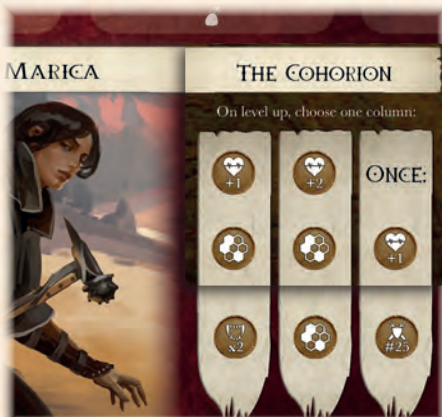 MARICA
THE COHORION
On level up, choose one column:
+1
+2
ONCE:
+1
x2
#25